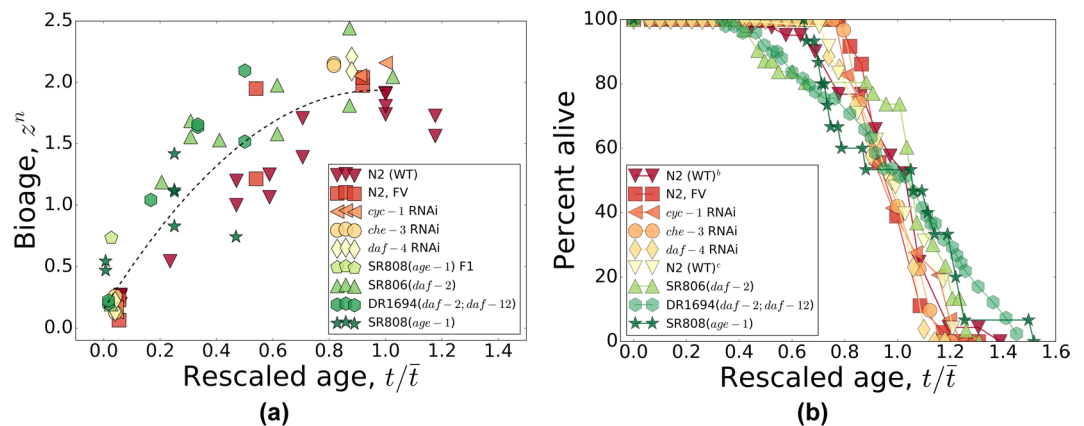 (a)
Bioage, zⁿ
2.5
2.0
1.5
1.0
0.5
0.0
0.0 0.2 0.4 0.6 0.8 1.0 1.2 1.4
Rescaled age, t/t̄
N2 (WT)
N2, FV
cyc−1 RNAi
che−3 RNAi
daf−4 RNAi
SR808(age−1) F1
SR806(daf−2)
DR1694(daf−2; daf−12)
SR808(age−1)
(a)
Percent alive
100
80
60
40
20
0
0.0 0.2 0.4 0.6 0.8 1.0 1.2 1.4 1.6
Rescaled age, t/t̄
N2 (WT)ᵇ
N2, FV
cyc−1 RNAi
che−3 RNAi
daf−4 RNAi
N2 (WT)ᶜ
SR806(daf−2)
DR1694(daf−2; daf−12)
SR808(age−1)
(b)